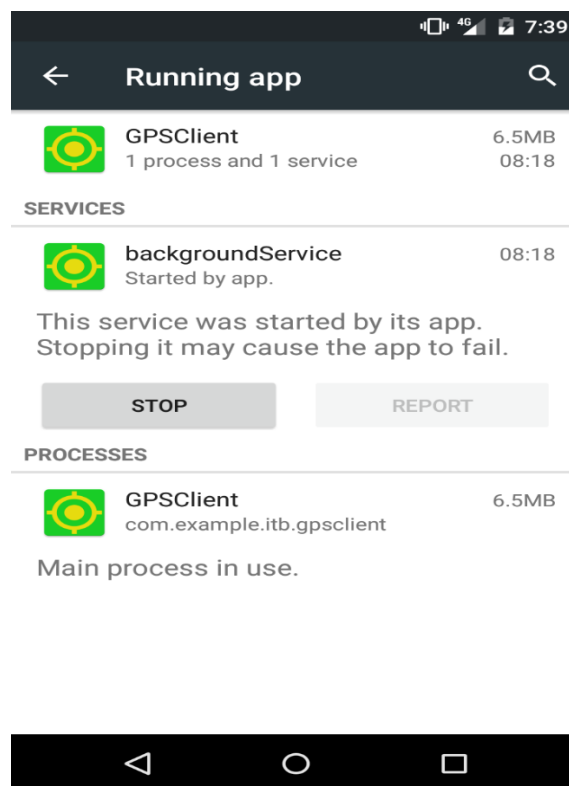 4G 7:39
Running app
GPSClient 6.5MB
1 process and 1 service 08:18
SERVICES
backgroundService 08:18
Started by app.
This service was started by its app.
Stopping it may cause the app to fail.
STOP REPORT
PROCESSES
GPSClient 6.5MB
com.example.itb.gpsclient
Main process in use.